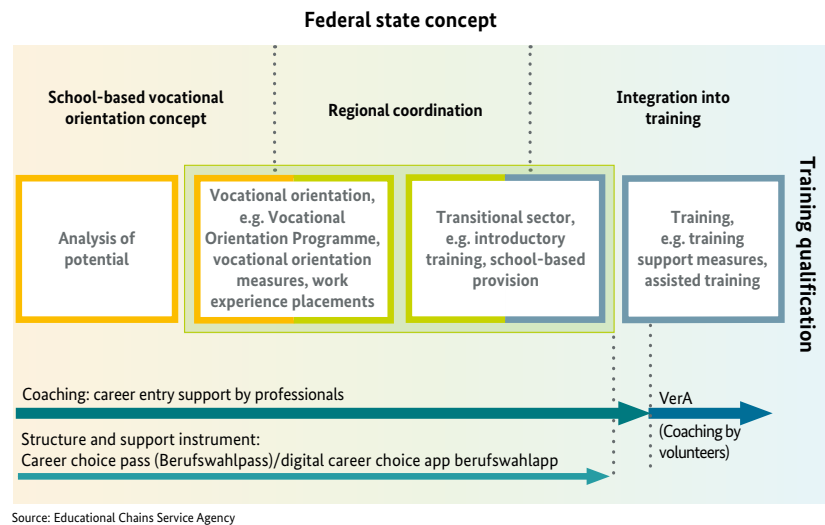 Federal state concept
School-based vocational
orientation concept
Regional coordination
Integration into
training
Analysis of
potential
Vocational orientation,
e.g. Vocational
Orientation Programme,
vocational orientation
measures, work
experience placements
Transitional sector,
e.g. introductory
training, school-based
provision
Training,
e.g. training
support measures,
assisted training
Training qualification
Coaching: career entry support by professionals
VerA
(Coaching by
volunteers)
Structure and support instrument:
Career choice pass (Berufswahlpass)/digital career choice app berufswahlapp
Source: Educational Chains Service Agency